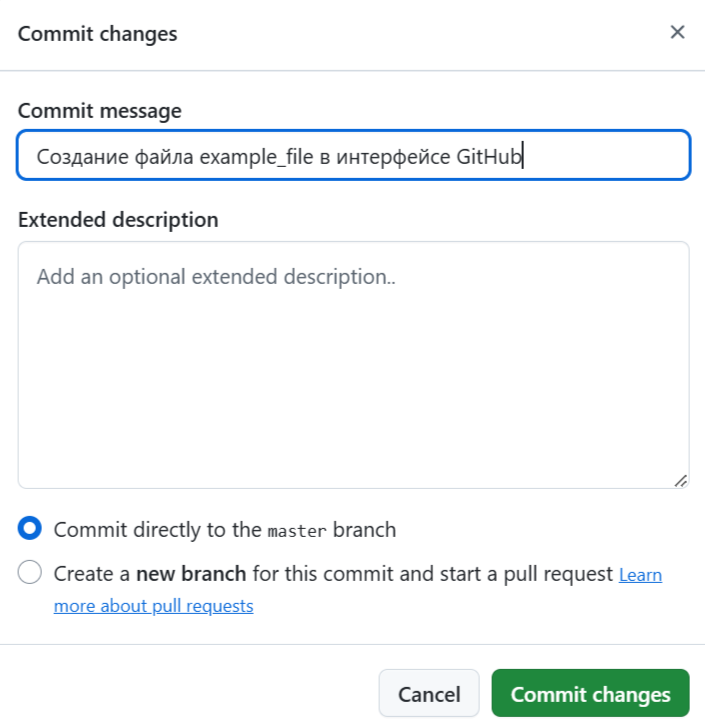 Commit changes
Commit message
Создание файла example_file в интерфейсе GitHub
Extended description
Add an optional extended description..
Commit directly to the master branch
Create a new branch for this commit and start a pull request Learn
more about pull requests
Cancel
Commit changes